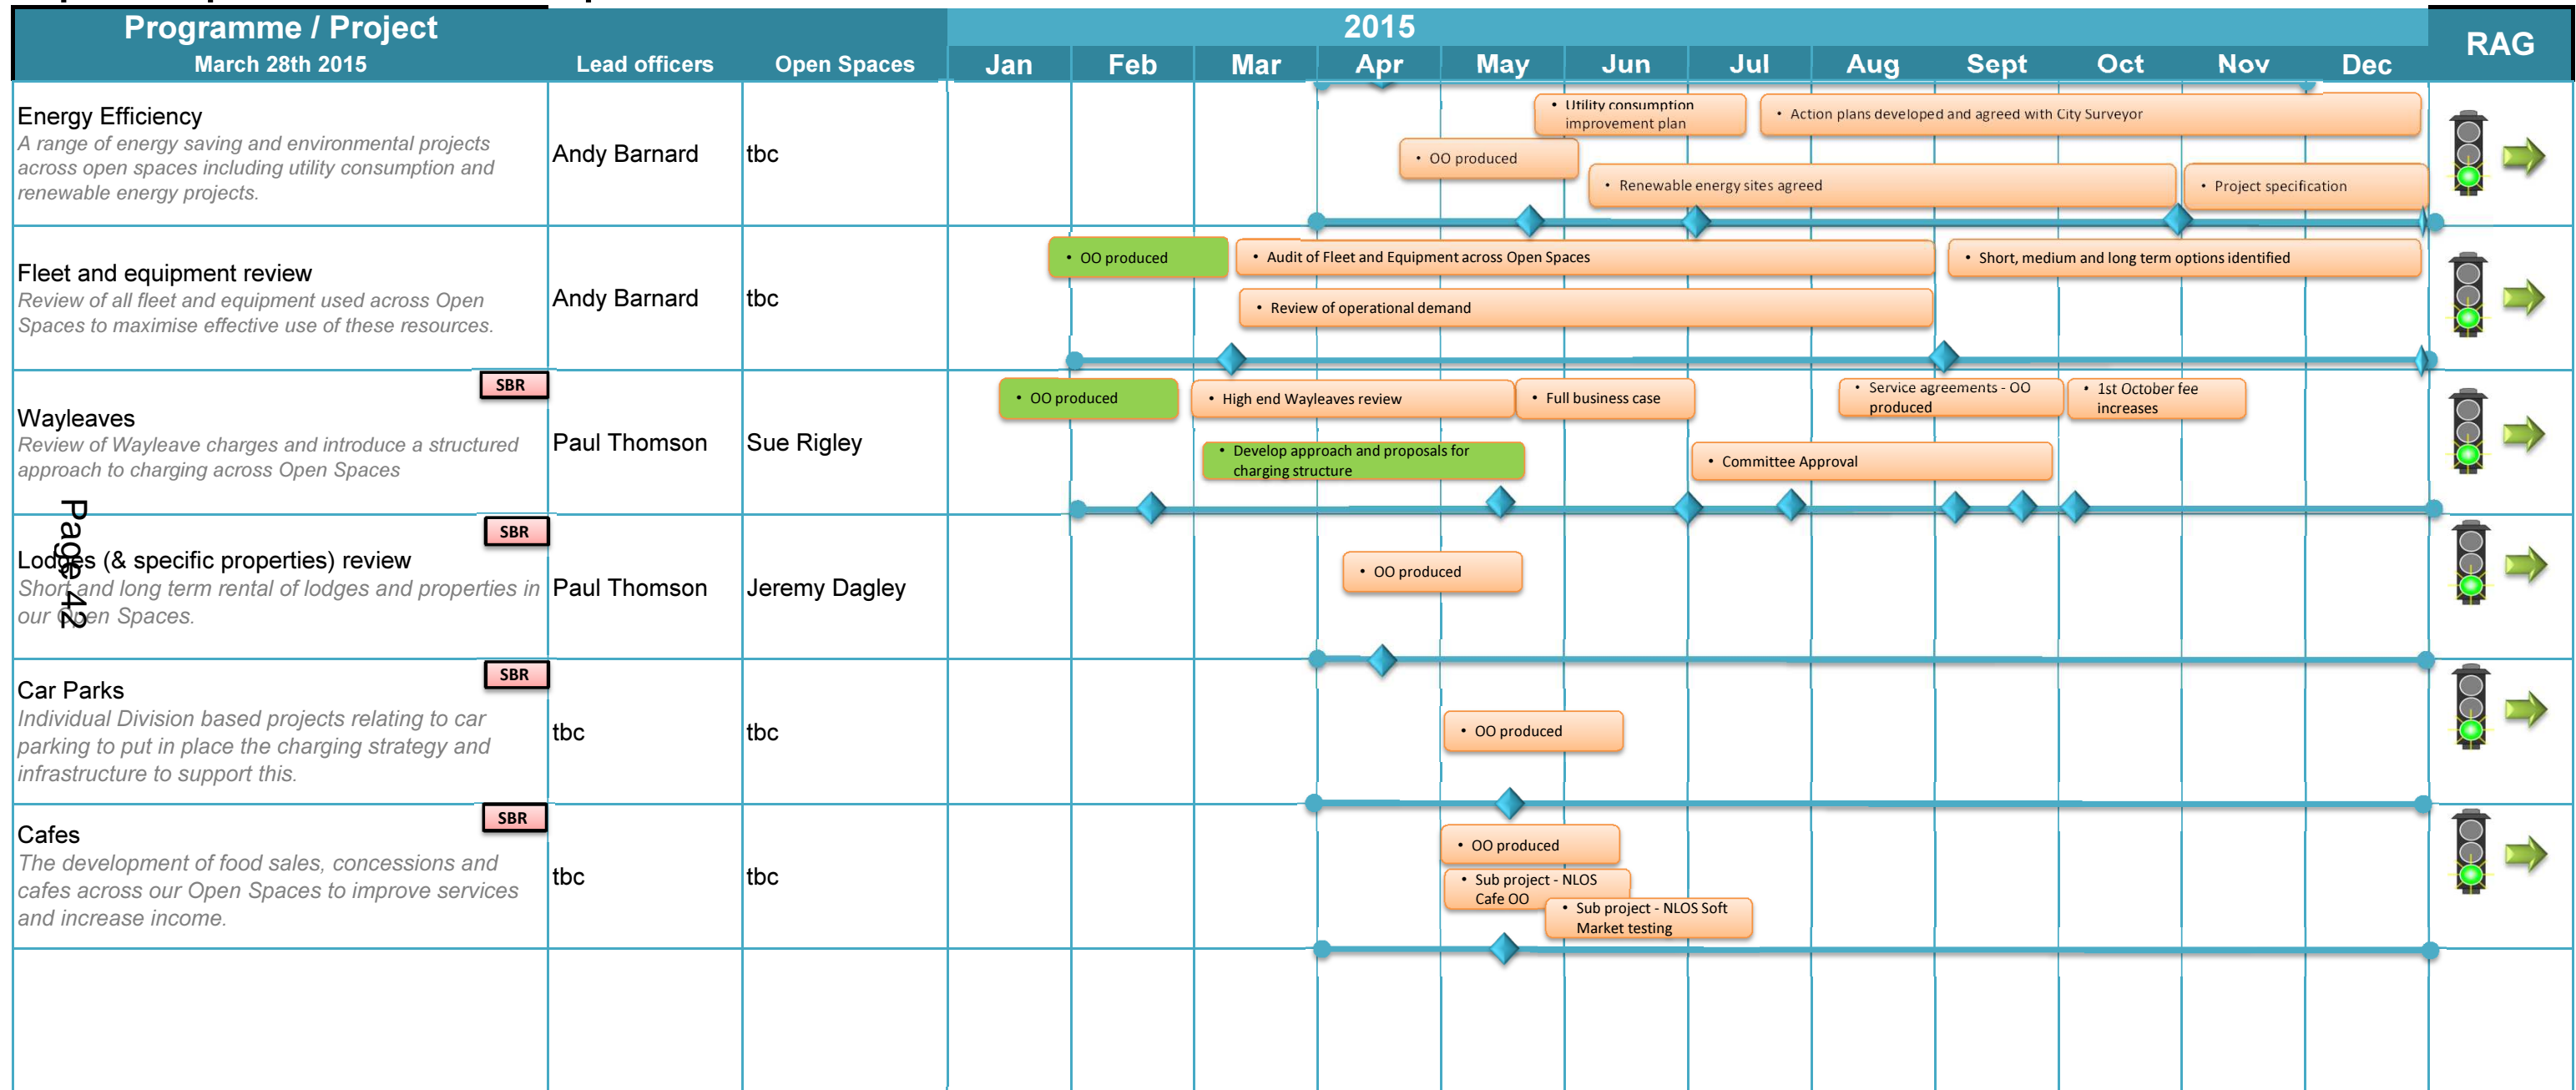 Programme / Project
March 28th 2015
Lead officers
Open Spaces
2015
Jan Feb Mar Apr May Jun Jul Aug Sept Oct Nov Dec
RAG
Energy Efficiency
A range of energy saving and environmental projects
across open spaces including utility consumption and
renewable energy projects.
Andy Barnard
tbc
• Utility consumption
improvement plan
• Action plans developed and agreed with City Surveyor
• OO produced
• Renewable energy sites agreed
• Project specification
Fleet and equipment review
Review of all fleet and equipment used across Open
Spaces to maximise effective use of these resources.
Andy Barnard
tbc
• OO produced
• Audit of Fleet and Equipment across Open Spaces
• Short, medium and long term options identified
• Review of operational demand
SBR
Wayleaves
Review of Wayleave charges and introduce a structured
approach to charging across Open Spaces
Paul Thomson
Sue Rigley
• OO produced
• High end Wayleaves review
• Full business case
• Service agreements - OO
produced
• 1st October fee
increases
• Develop approach and proposals for
charging structure
• Committee Approval
Page 42
SBR
Lodges (& specific properties) review
Short and long term rental of lodges and properties in
our Open Spaces.
Paul Thomson
Jeremy Dagley
• OO produced
SBR
Car Parks
Individual Division based projects relating to car
parking to put in place the charging strategy and
infrastructure to support this.
tbc
tbc
• OO produced
SBR
Cafes
The development of food sales, concessions and
cafes across our Open Spaces to improve services
and increase income.
tbc
tbc
• OO produced
• Sub project - NLOS
Cafe OO
• Sub project - NLOS Soft
Market testing